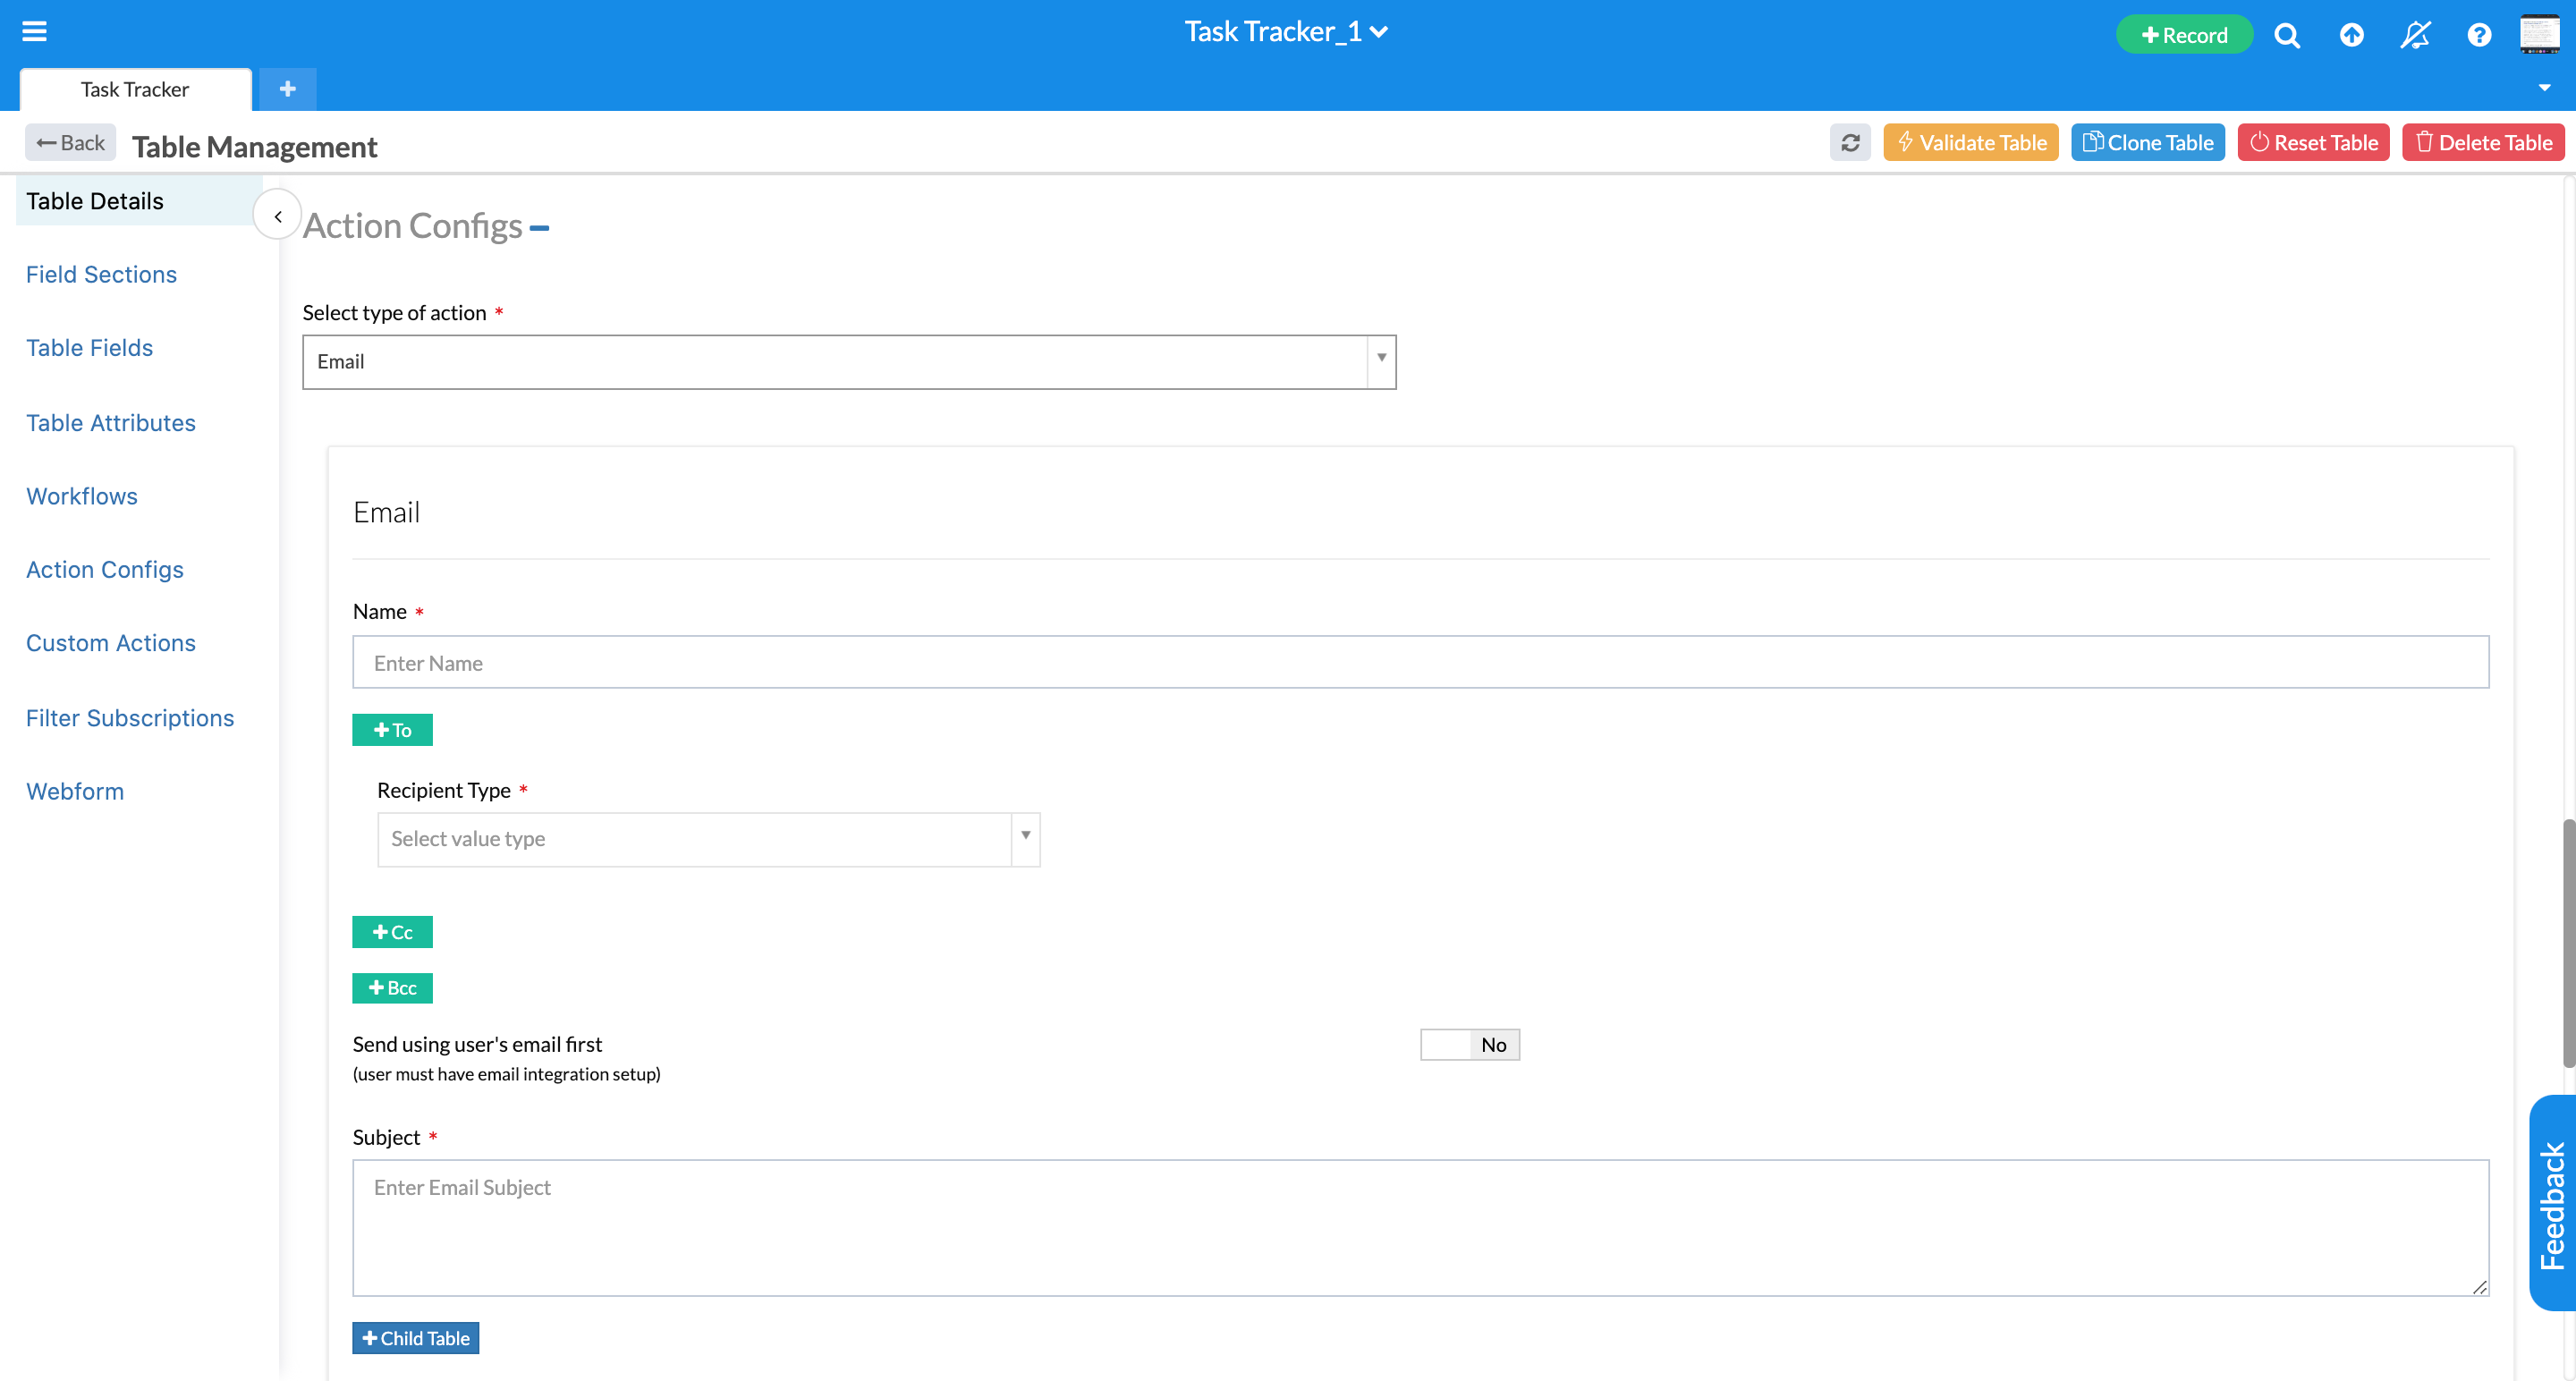 Task Tracker_1
Record
Task Tracker
Back
Table Management
Validate Table
Clone Table
Reset Table
Delete Table
Table Details
Field Sections
Table Fields
Table Attributes
Workflows
Action Configs
Custom Actions
Filter Subscriptions
Webform
Action Configs
Select type of action *
Email
Email
Name *
Enter Name
+ To
Recipient Type *
Select value type
+ Cc
+ Bcc
Send using user's email first
(user must have email integration setup)
No
Subject *
Enter Email Subject
+ Child Table
Feedback